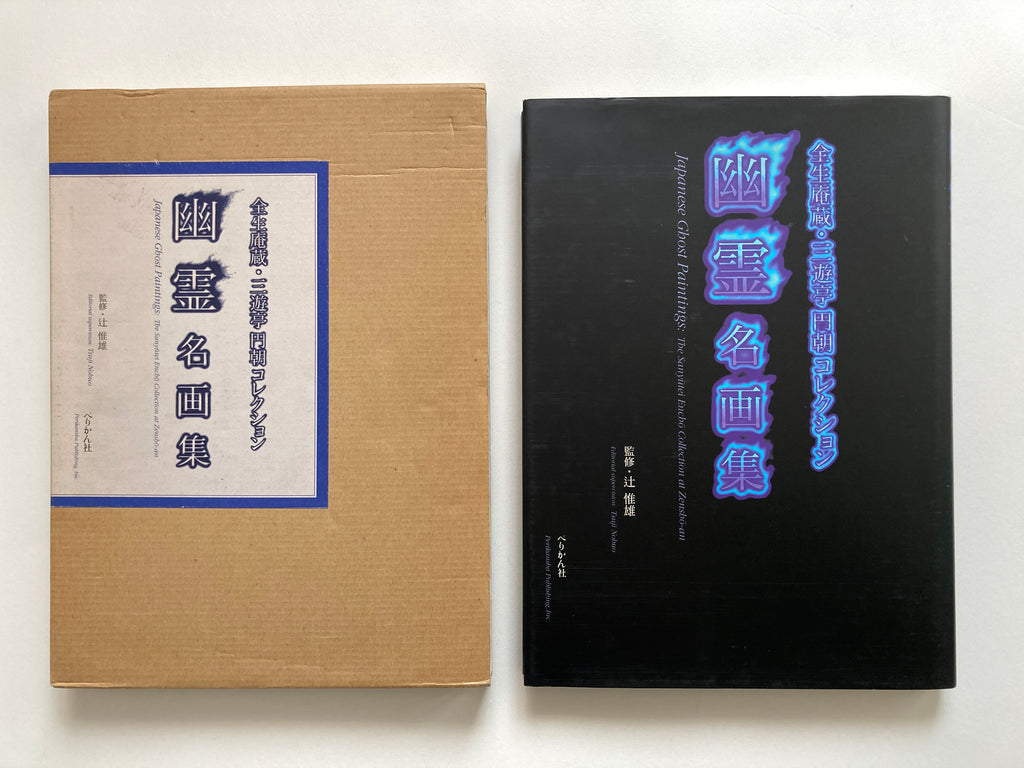 全生庵蔵・三遊亭円朝コレクション
幽霊名画集
Japanese Ghost Paintings: The Sanyūtei Enchō Collection at Zenshō-an
監修・辻 惟雄
Editorial supervision: Tsuji Nobuo
ぺりかん社
Perikansha Publishing, Inc.
全生庵蔵・三遊亭円朝コレクション
幽霊名画集
Japanese Ghost Paintings: The Sanyūtei Enchō Collection at Zenshō-an
監修・辻 惟雄
Editorial supervision: Tsuji Nobuo
ぺりかん社
Perikansha Publishing, Inc.